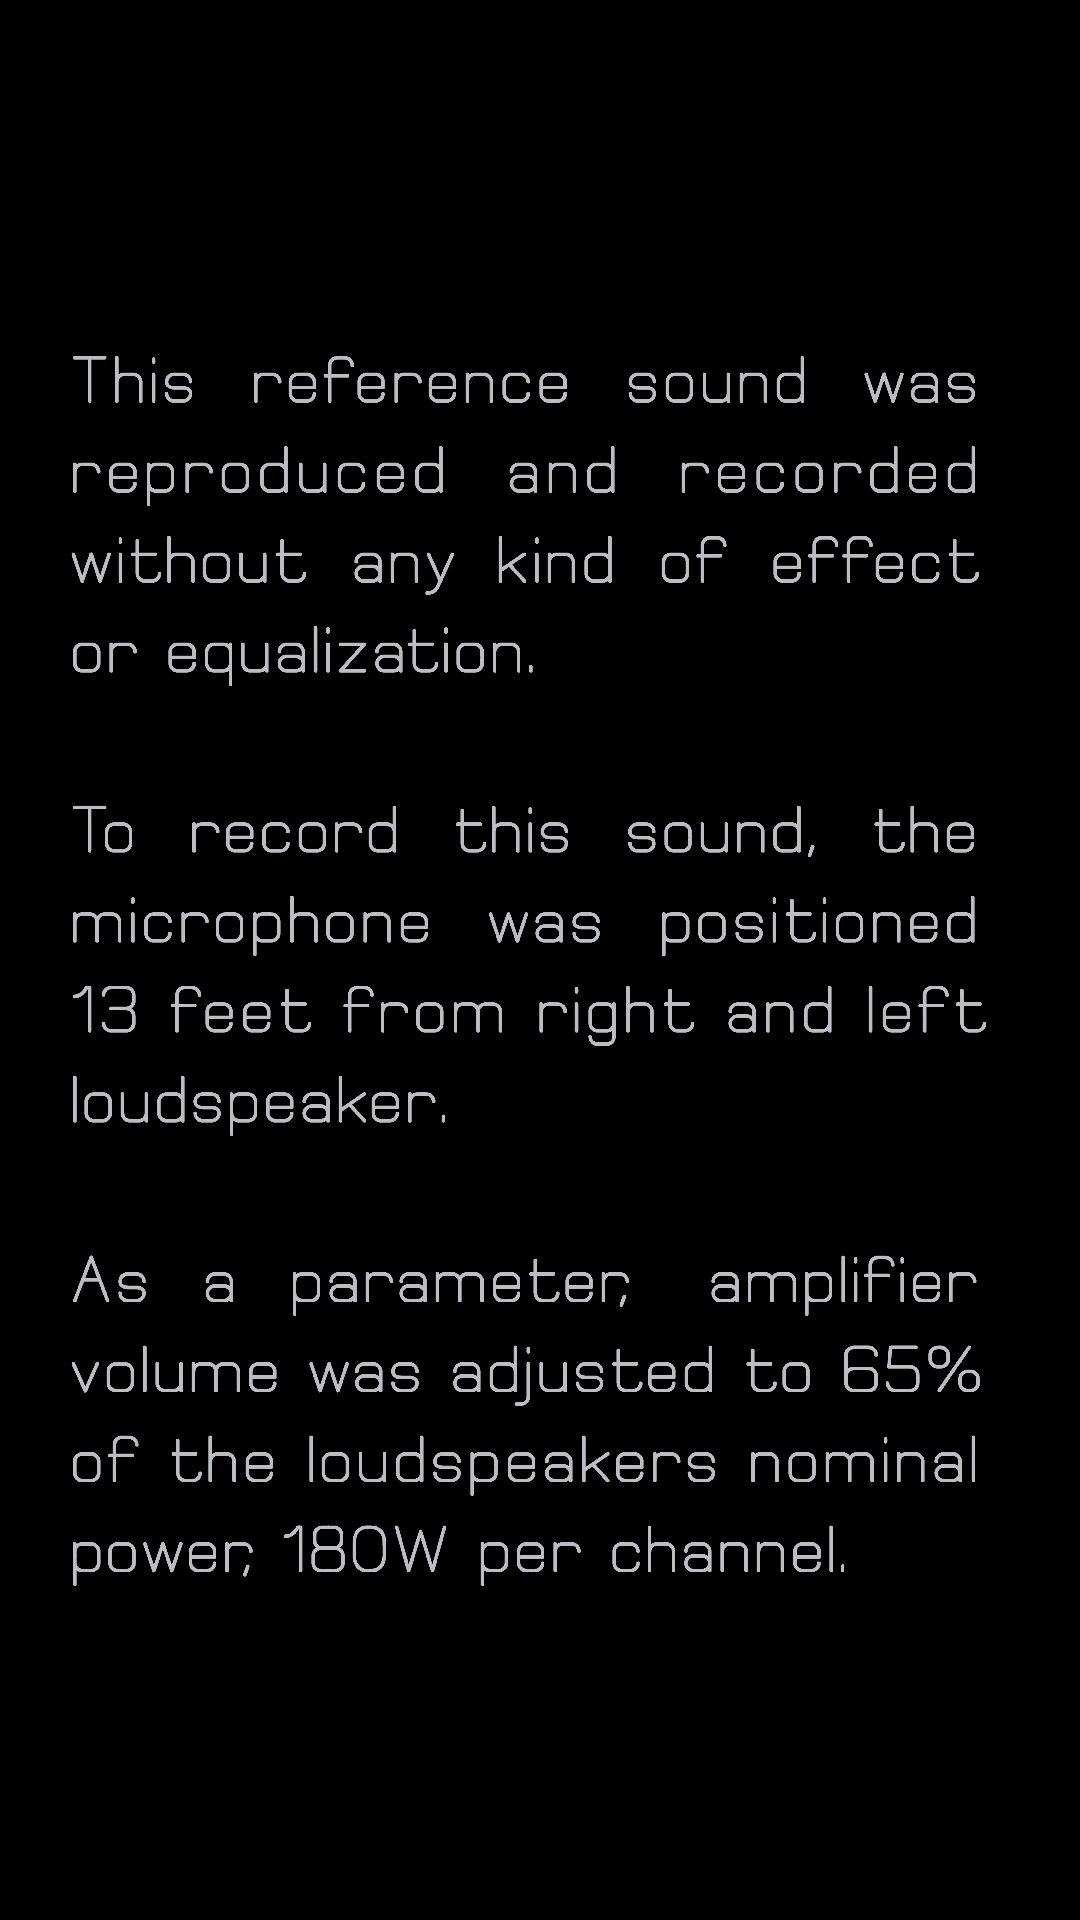 This reference sound was
reproduced and recorded
without any kind of effect
or equalization.
To record this sound, the
microphone was positioned
13 feet from right and left
loudspeaker.
As a parameter, amplifier
volume was adjusted to 65%
of the loudspeakers nominal
power, 180W per channel.